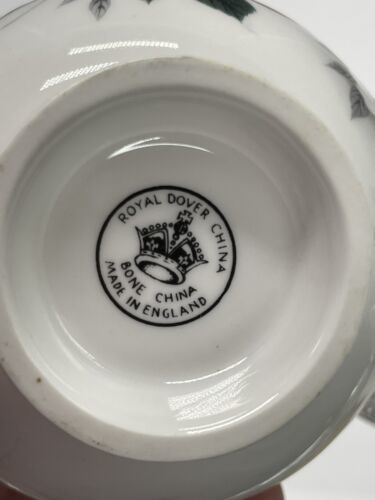 ROYAL DOVER CHINA
BONE CHINA
MADE IN ENGLAND